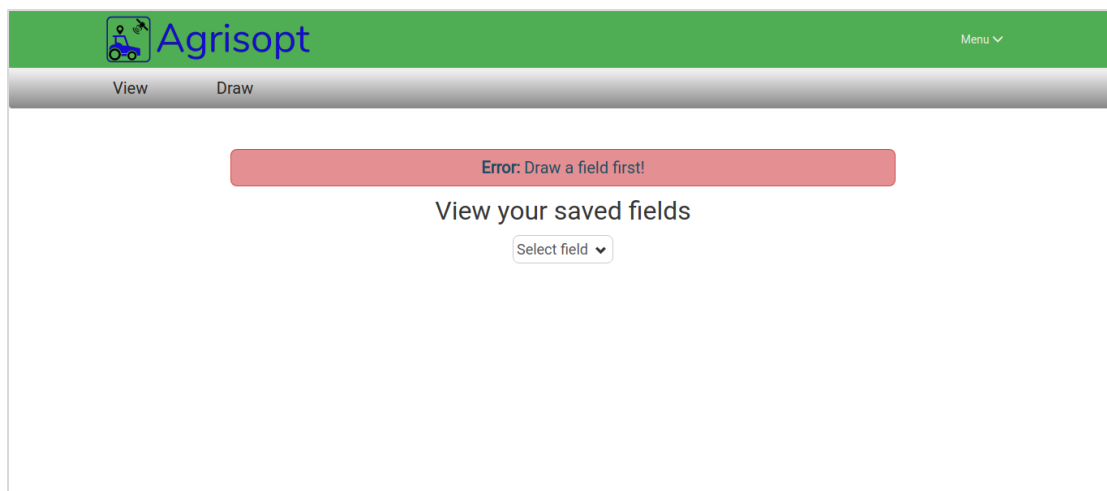 Agrisopt
Menu
View Draw
Error: Draw a field first!
View your saved fields
Select field